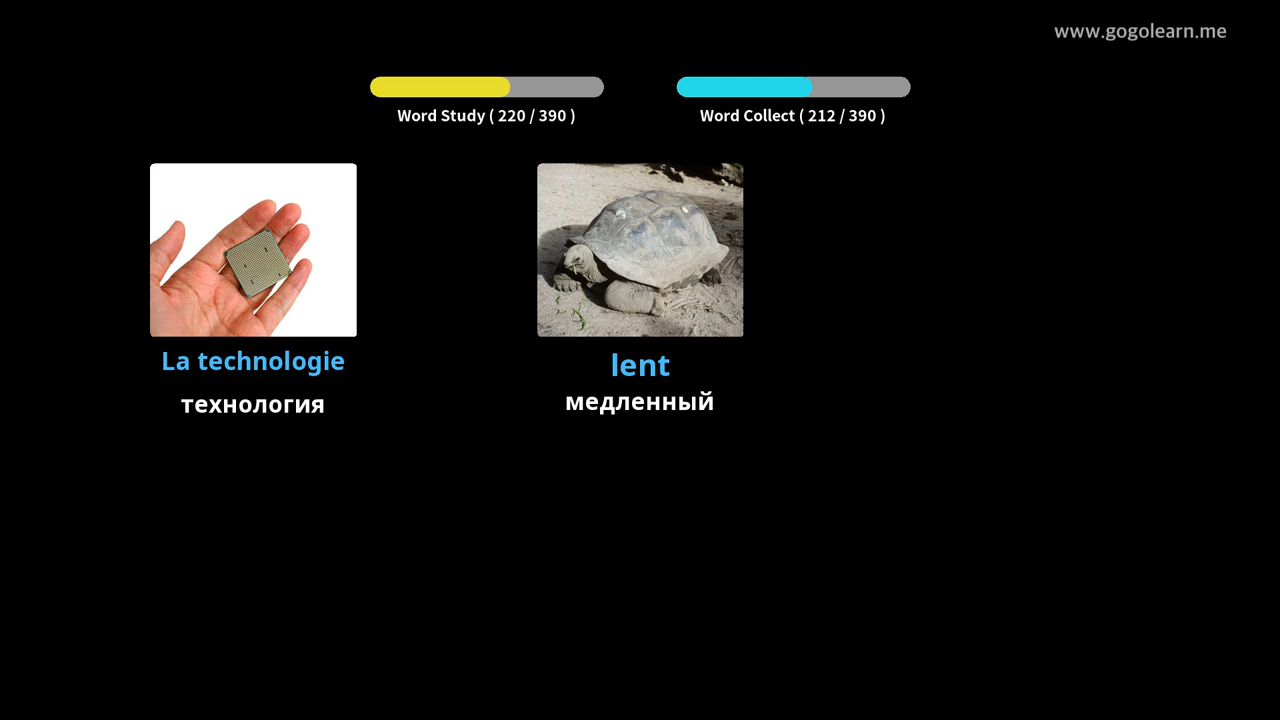 www.gogolearn.me
Word Study ( 220 / 390 )
Word Collect ( 212 / 390 )
La technologie
технология
lent
медленный